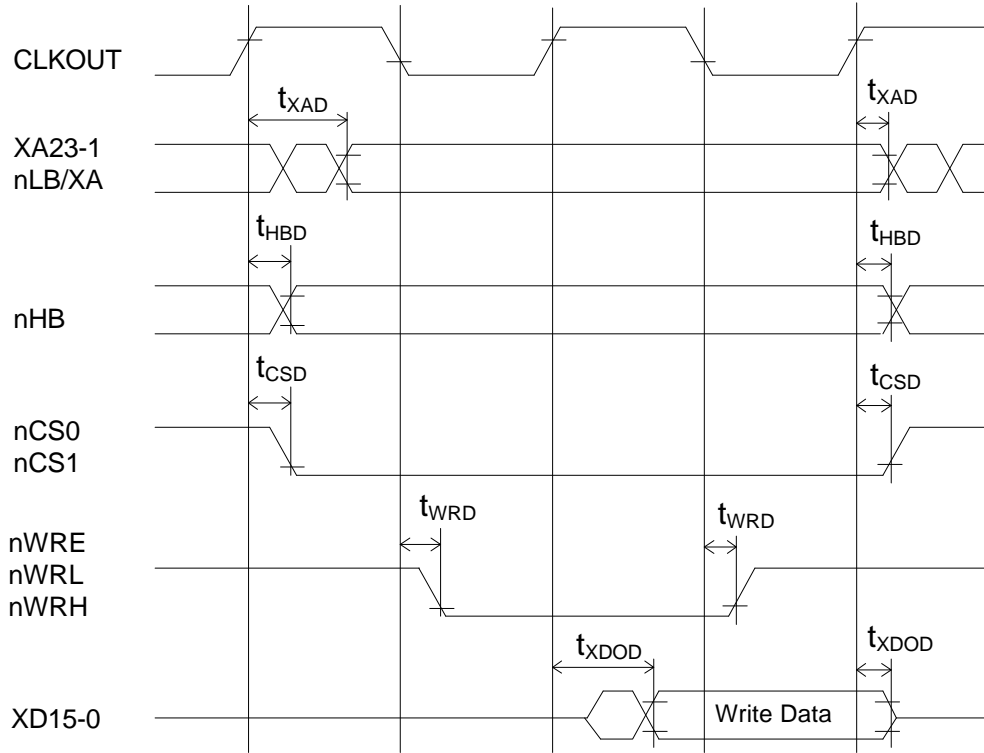 CLKOUT
tXAD
tXAD
XA23-1
nLB/XA
tHBD
tHBD
nHB
tCSD
tCSD
nCS0
nCS1
tWRD
tWRD
nWRE
nWRL
nWRH
tXDOD
tXDOD
XD15-0
Write Data